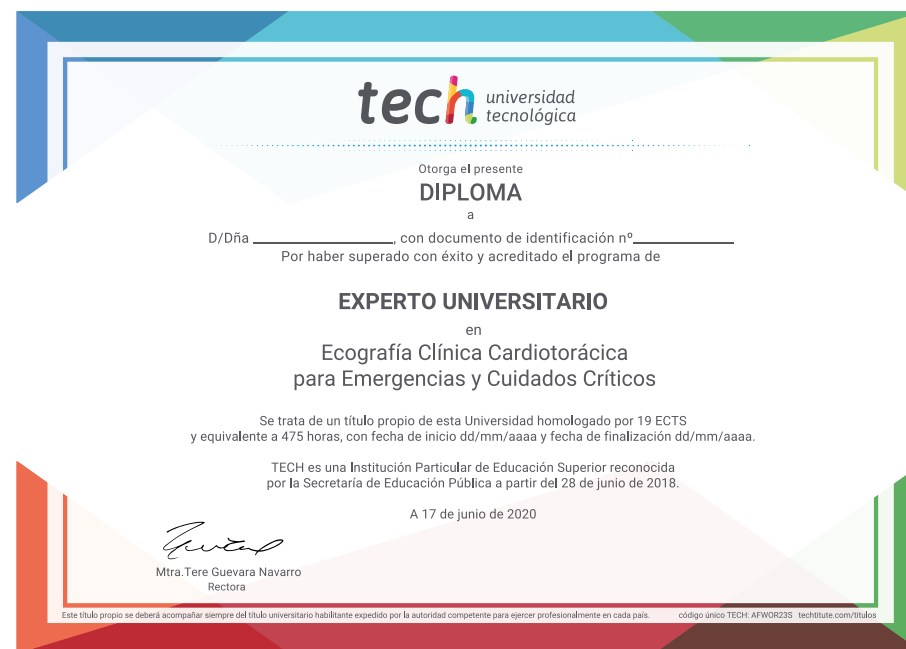 tech universidad
tecnológica
Otorga el presente
DIPLOMA
a
D/Dña ____________________, con documento de identificación nº______________
Por haber superado con éxito y acreditado el programa de
EXPERTO UNIVERSITARIO
en
Ecografía Clínica Cardiotorácica
para Emergencias y Cuidados Críticos
Se trata de un título propio de esta Universidad homologado por 19 ECTS
y equivalente a 475 horas, con fecha de inicio dd/mm/aaaa y fecha de finalización dd/mm/aaaa.
TECH es una Institución Particular de Educación Superior reconocida
por la Secretaría de Educación Pública a partir del 28 de junio de 2018.
A 17 de junio de 2020
Mtra.Tere Guevara Navarro
Rectora
Este título propio se deberá acompañar siempre del título universitario habilitante expedido por la autoridad competente para ejercer profesionalmente en cada país. código único TECH: AFWOR23S techtitute.com/titulos